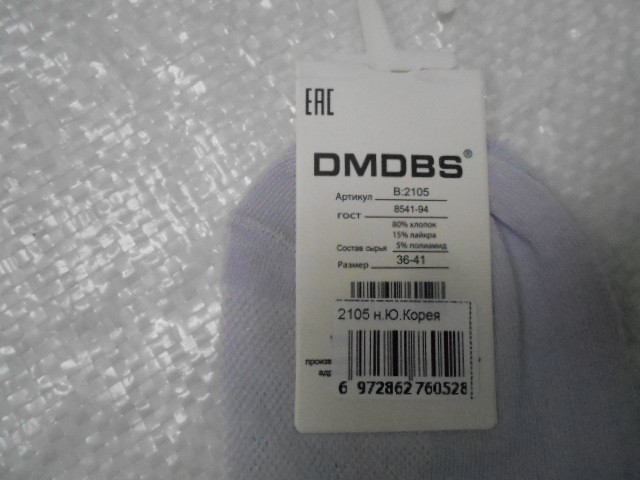 EAC
DMDBS®
Артикул B:2105
ГОСТ 8541-94
80% хлопок
15% лайкра
Состав сырья 5% полиамид
Размер 36-41
2105 н.Ю.Корея
произв
адр
6 972862 760528